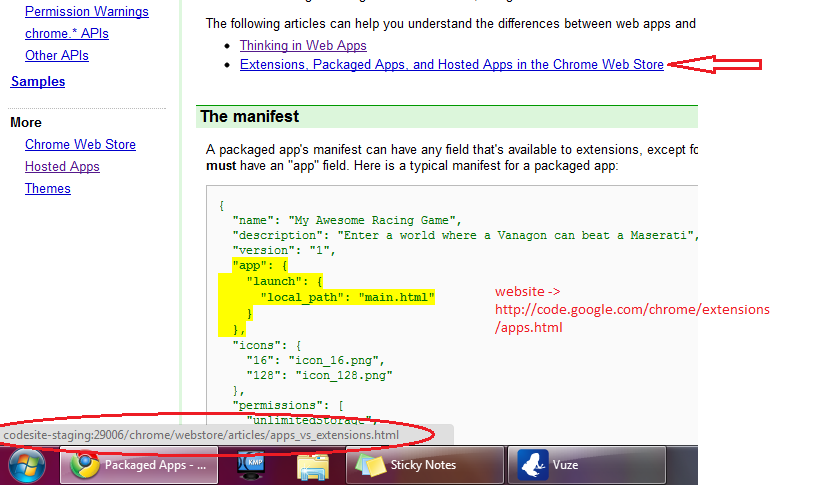 Permission Warnings
chrome.* APIs
Other APIs
Samples
More
Chrome Web Store
Hosted Apps
Themes
The following articles can help you understand the differences between web apps and
Thinking in Web Apps
Extensions, Packaged Apps, and Hosted Apps in the Chrome Web Store
The manifest
A packaged app's manifest can have any field that's available to extensions, except fo
must have an "app" field. Here is a typical manifest for a packaged app:
{
"name": "My Awesome Racing Game",
"description": "Enter a world where a Vanagon can beat a Maserati",
"version": "1",
"app": {
"launch": {
"local_path": "main.html"
}
},
"icons": {
"16": "icon_16.png",
"128": "icon_128.png"
},
"permissions": [
"unlimitedStorage",
website ->
http://code.google.com/chrome/extensions
/apps.html
codesite-staging:29006/chrome/webstore/articles/apps_vs_extensions.html
Packaged Apps - ...
KMP
Sticky Notes
Vuze